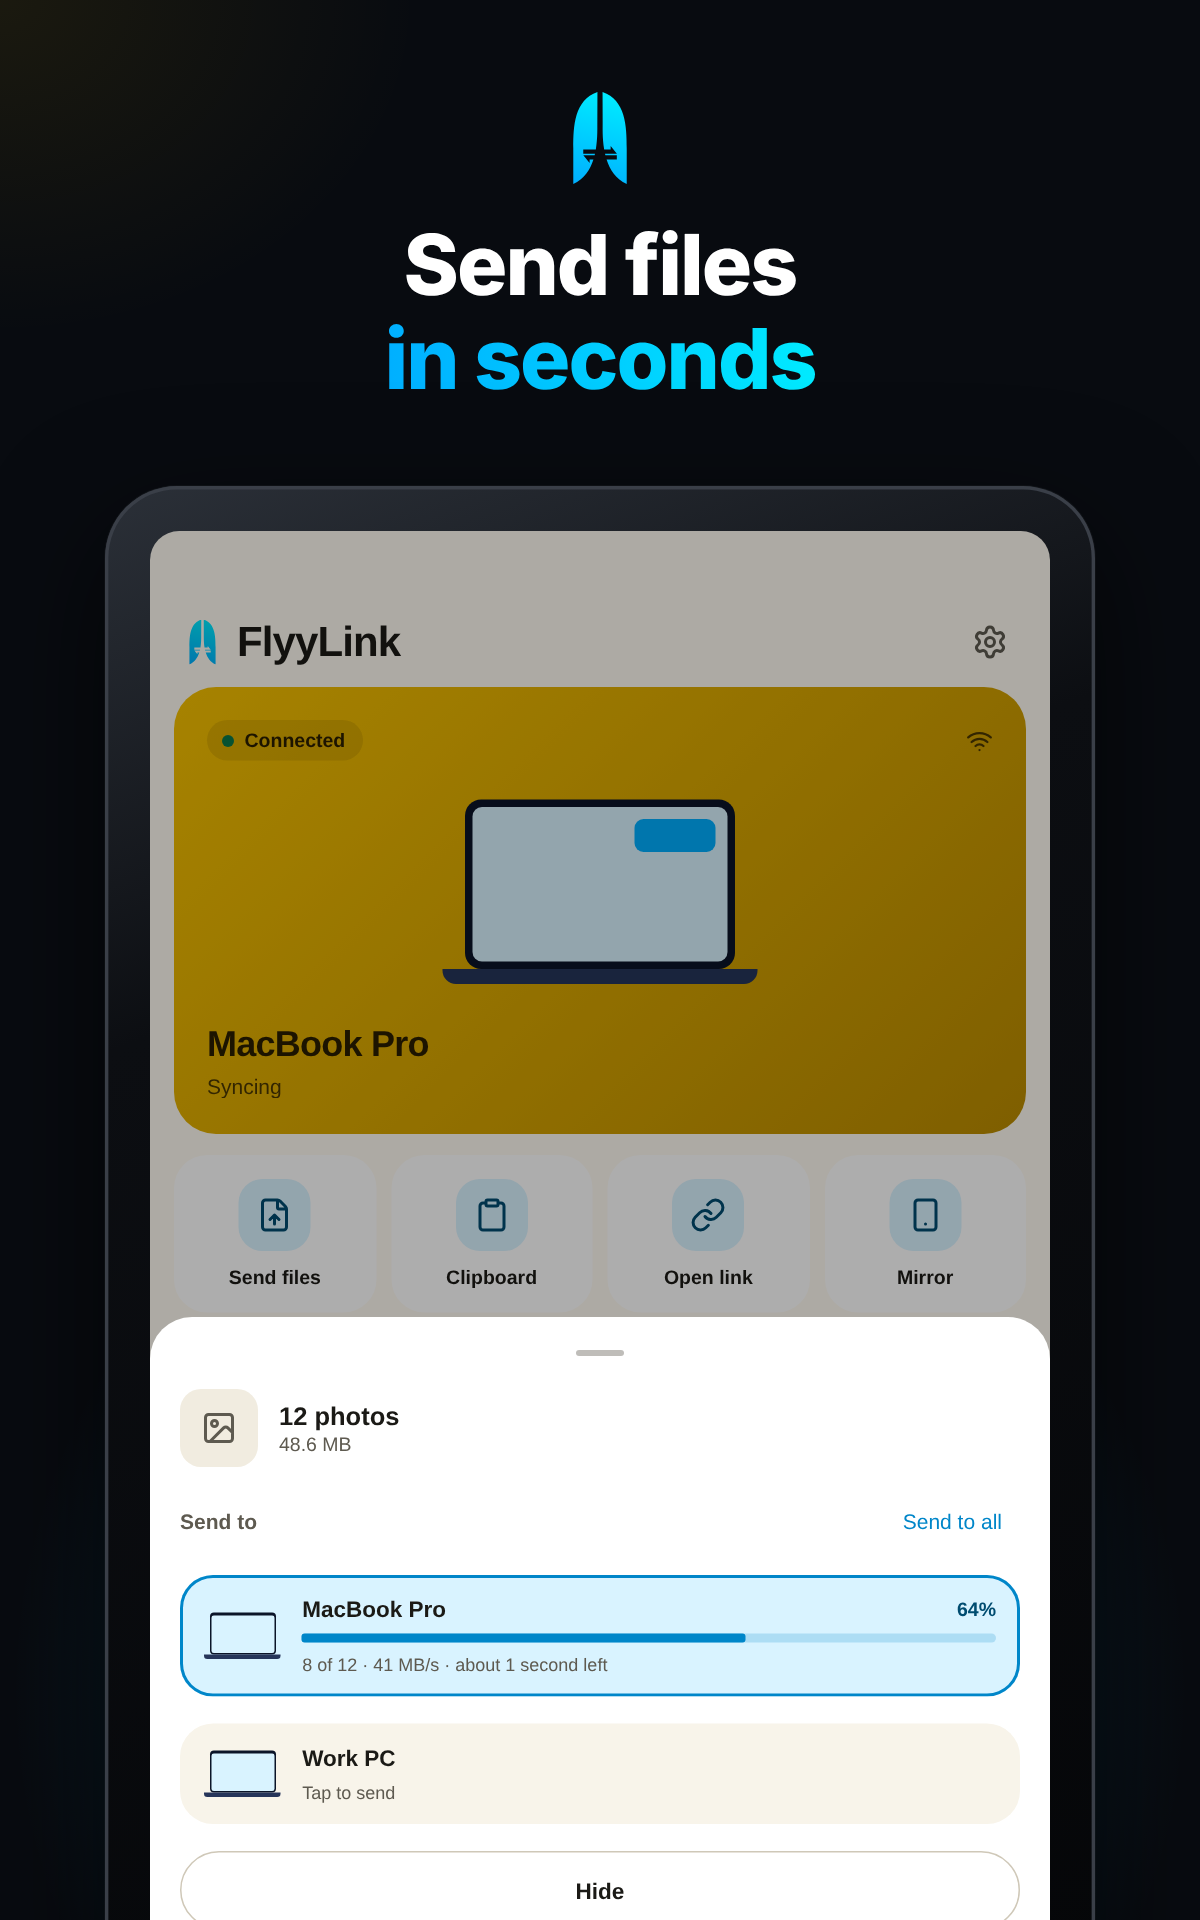 Send files
in seconds
FlyyLink
Connected
MacBook Pro
Syncing
Send files
Clipboard
Open link
Mirror
12 photos
48.6 MB
Send to
Send to all
MacBook Pro
64%
8 of 12 · 41 MB/s · about 1 second left
Work PC
Tap to send
Hide